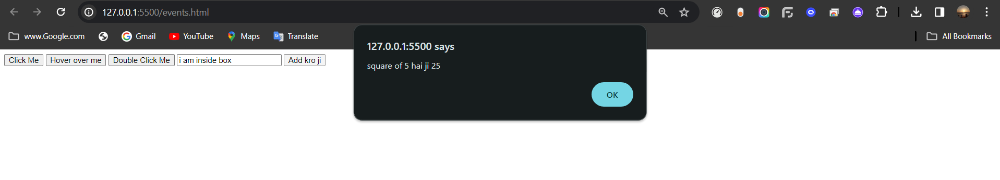 127.0.0.1:5500/events.html
www.Google.com Gmail YouTube Maps Translate All Bookmarks
127.0.0.1:5500 says
Click Me Hover over me Double Click Me i am inside box Add kro ji
square of 5 hai ji 25
OK